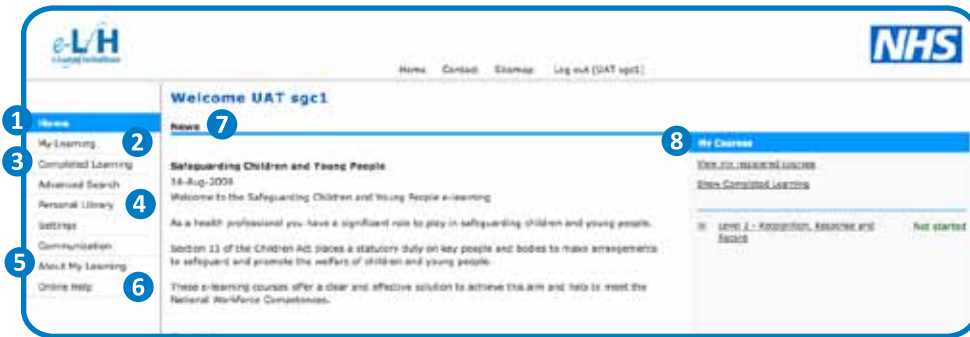 e-LfH
e-Learning for Healthcare
NHS
Home Contact Sitemap Log out (UAT sgc1)
Welcome UAT sgc1
1
Home
7
News
8
My Courses
My Learning
2
3
Completed Learning
Advanced Search
Personal Library
4
Settings
Communication
5
About My Learning
Online Help
6
Safeguarding Children and Young People
Welcome to the Safeguarding Children and Young People e-learning
As a health professional you have a significant role to play in safeguarding children and young people.
Section 11 of the Children Act places a statutory duty on key people and bodies to make arrangements
to safeguard and promote the welfare of children and young people.
These e-learning courses offer a clear and effective solution to achieve this aim and help to meet the
National Workforce Competences.
View my registered courses
Show Completed Learning
Level 2 - Recognition, Response and
Record
Not started